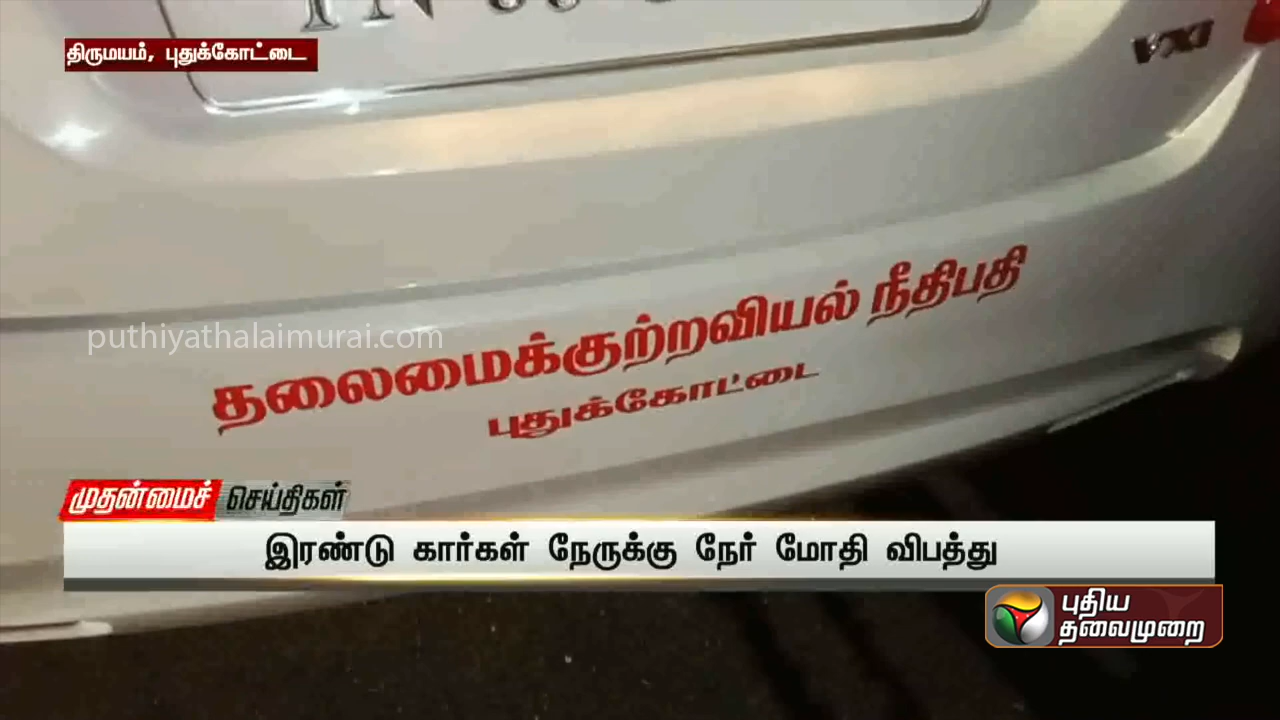 திருமயம், புதுக்கோட்டை
VXI
puthiyathalaimurai.com
தலைமைக்குற்றவியல் நீதிபதி
புதுக்கோட்டை
முதன்மைச் செய்திகள்
இரண்டு கார்கள் நேருக்கு நேர் மோதி விபத்து
புதிய
தலைமுறை